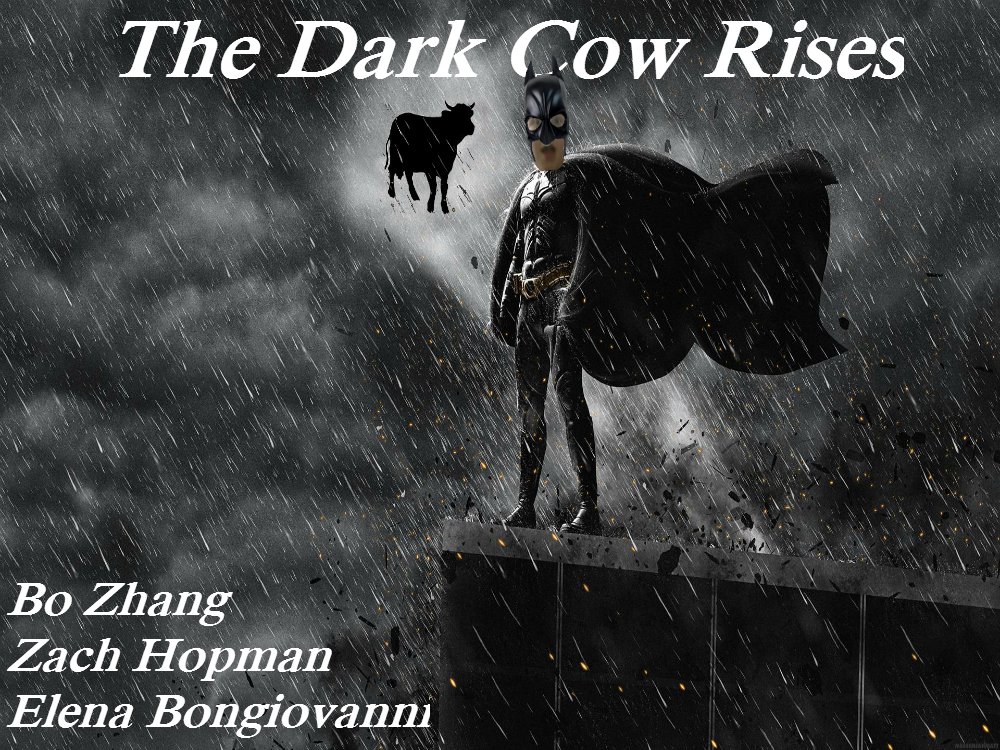 The Dark Cow Rises
Bo Zhang
Zach Hopman
Elena Bongiovanni